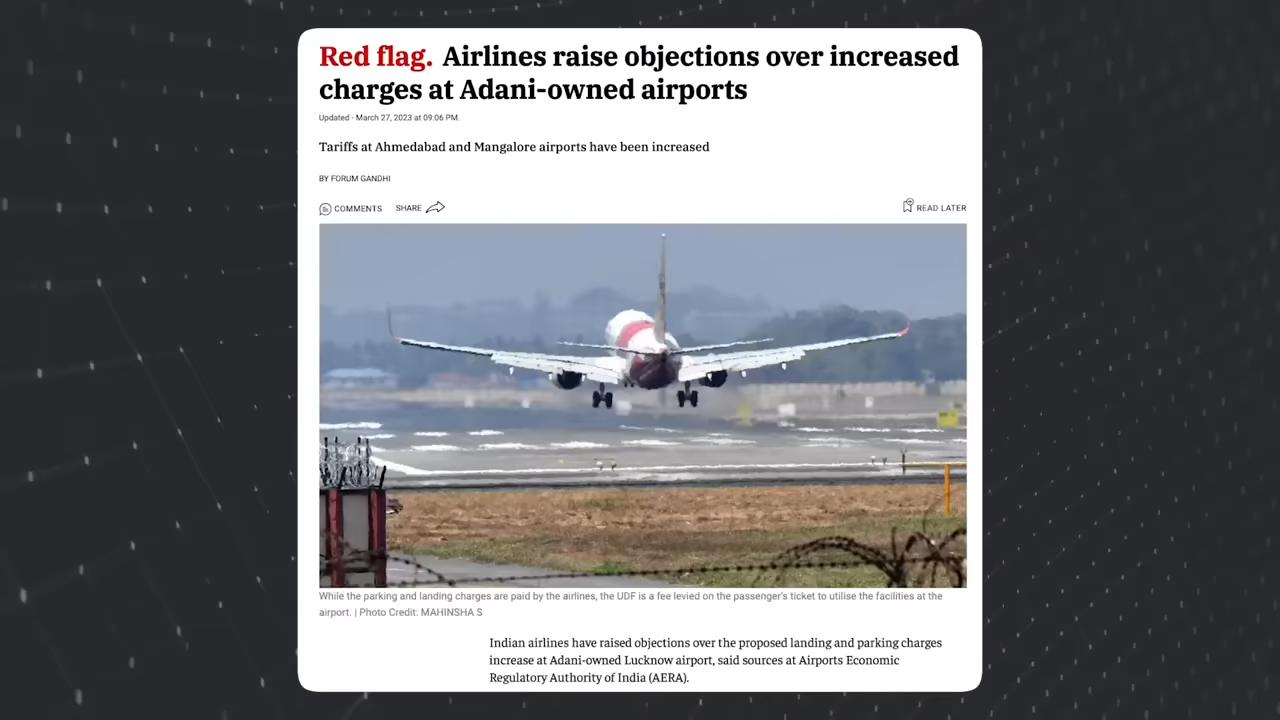 Red flag. Airlines raise objections over increased
charges at Adani-owned airports
Updated - March 27, 2023 at 09:06 PM.
Tariffs at Ahmedabad and Mangalore airports have been increased
BY FORUM GANDHI
COMMENTS SHARE READ LATER
While the parking and landing charges are paid by the airlines, the UDF is a fee levied on the passenger's ticket to utilise the facilities at the
airport. | Photo Credit: MAHINSHA S
Indian airlines have raised objections over the proposed landing and parking charges
increase at Adani-owned Lucknow airport, said sources at Airports Economic
Regulatory Authority of India (AERA).